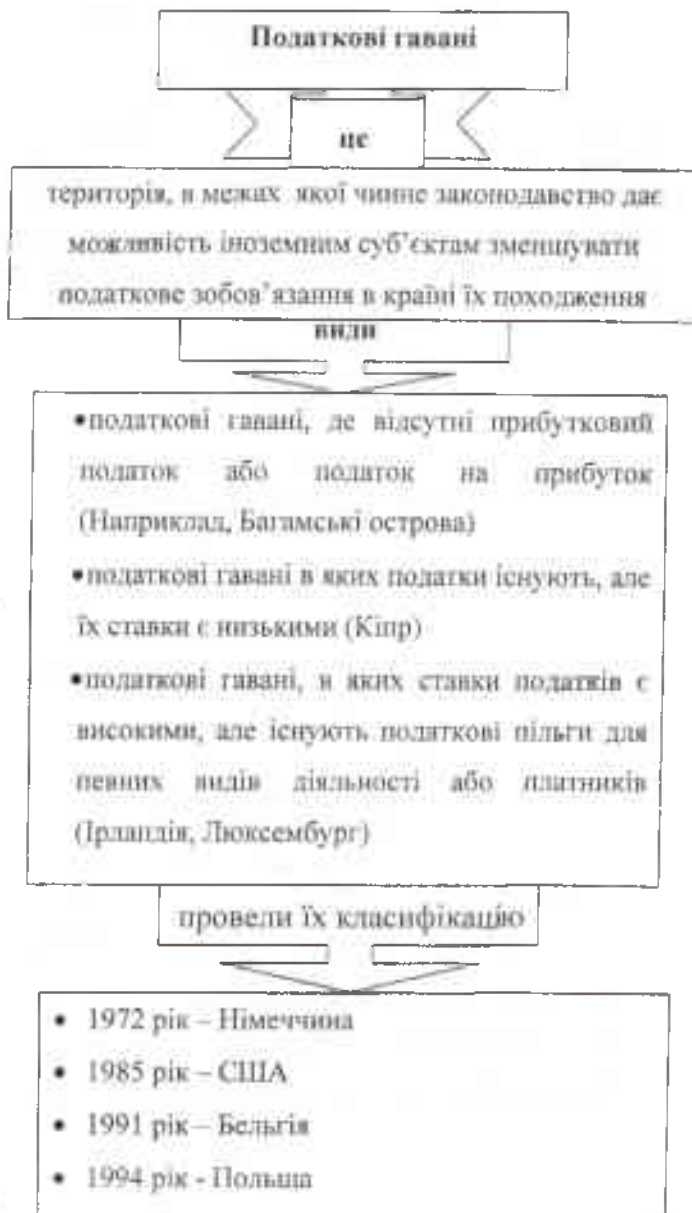 Податкові гавані
це
територія, в межах якої чинне законодавство дає
можливість іноземним суб'єктам зменшувати
податкове зобов'язання в країні їх походження
види
•податкові гавані, де відсутні прибутковий
податок або податок на прибуток
(Наприклад, Багамські острова)
•податкові гавані в яких податки існують, але
їх ставки є низькими (Кіпр)
•податкові гавані, в яких ставки податків є
високими, але існують податкові пільги для
певних видів діяльності або платників
(Ірландія, Люксембург)
провели їх класифікацію
• 1972 рік – Німеччина
• 1985 рік – США
• 1991 рік – Бельгія
• 1994 рік - Польща